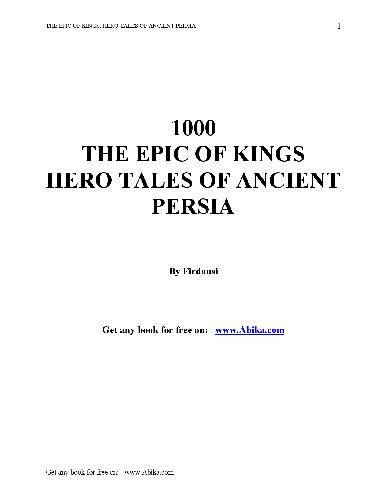 THE EPIC OF KINGS, HERO TALES OF ANCIENT PERSIA 1
1000
THE EPIC OF KINGS
HERO TALES OF ANCIENT
PERSIA
By Firdausi
Get any book for free on: www.Abika.com
Get any book for free on: www.Abika.com